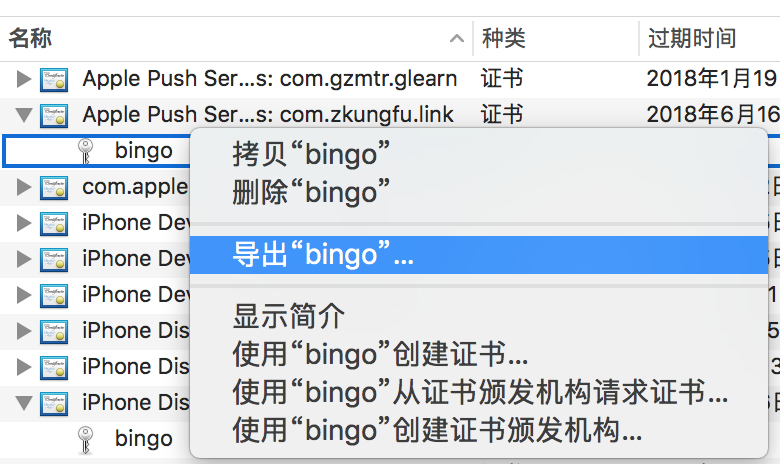 名称 种类 过期时间
Apple Push Ser...s: com.gzmtr.glearn 证书 2018年1月19
Apple Push Ser...s: com.zkungfu.link 证书 2018年6月16
bingo
拷贝“bingo”
com.apple
删除“bingo”
iPhone Dev
iPhone Dev
导出“bingo”...
iPhone Dev
显示简介
iPhone Dis
使用“bingo”创建证书...
iPhone Dis
使用“bingo”从证书颁发机构请求证书...
iPhone Dis
使用“bingo”创建证书颁发机构...
bingo